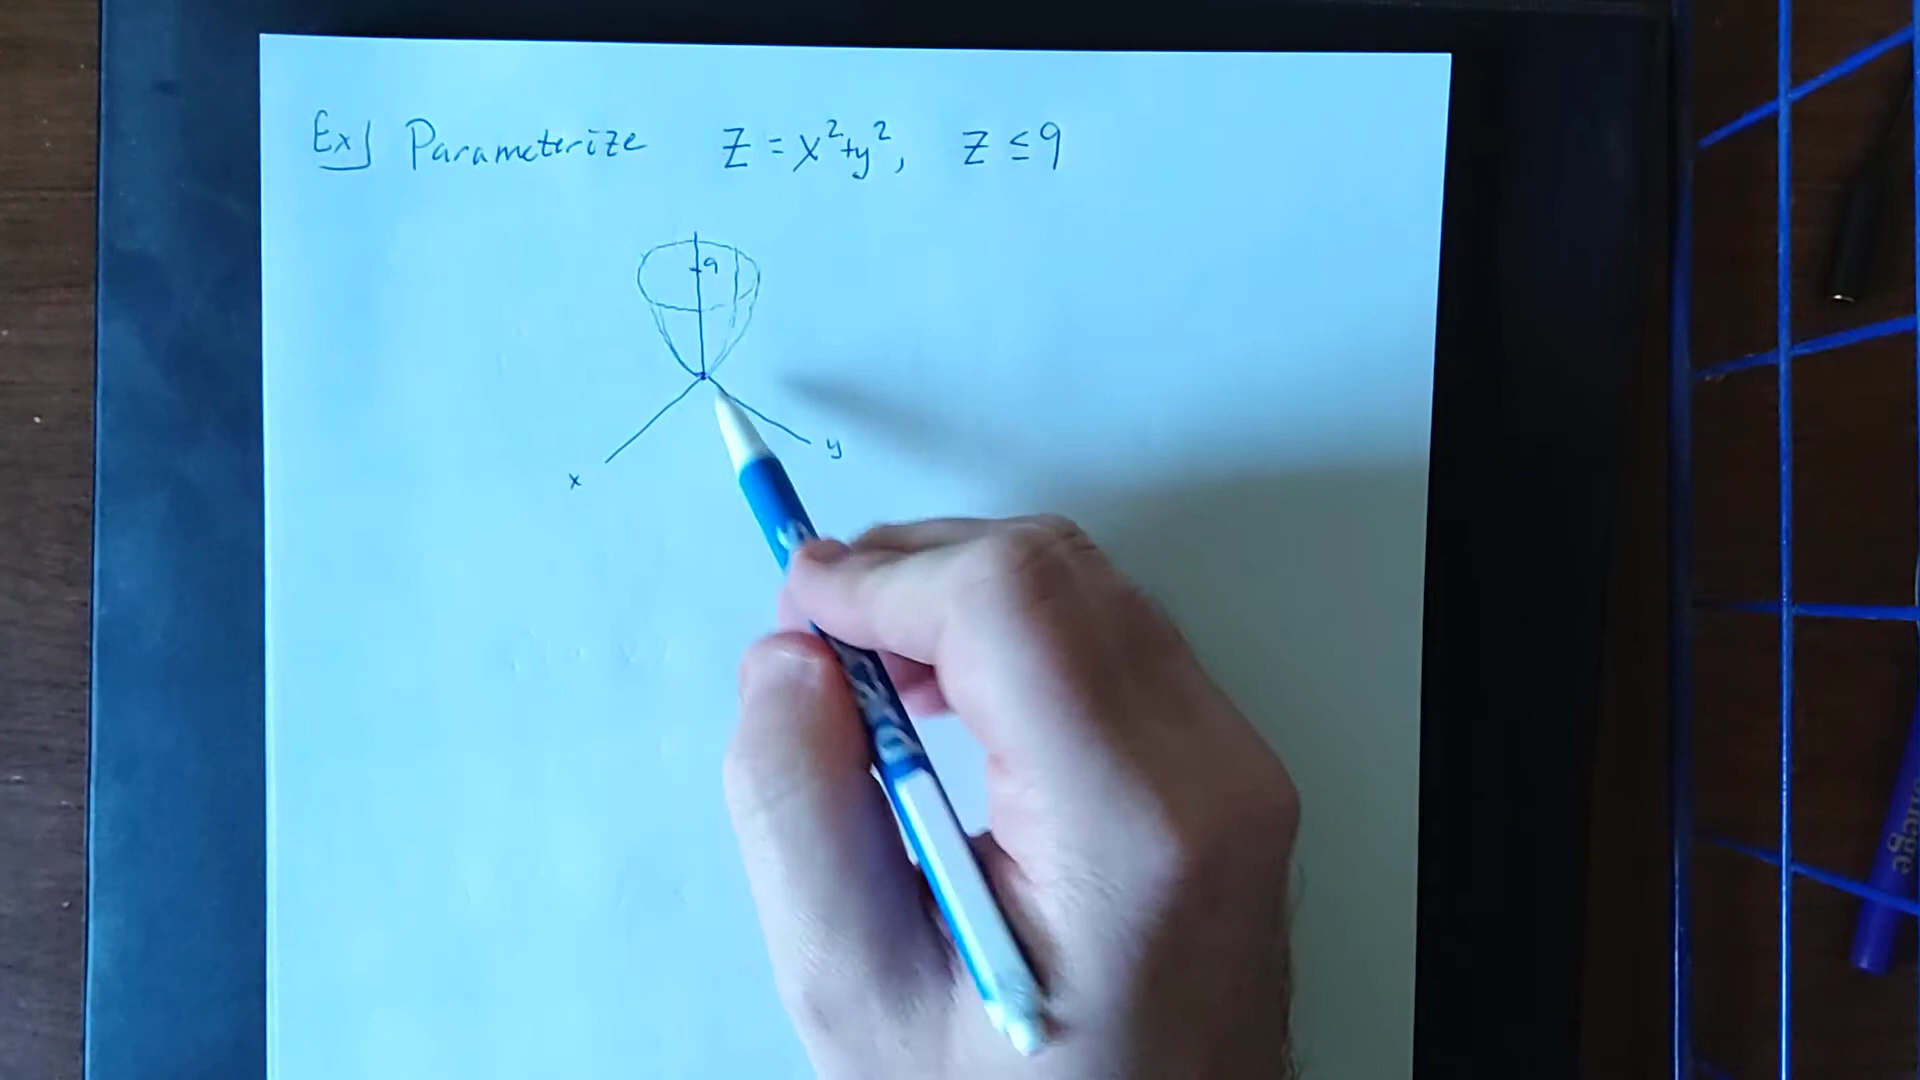 Ex] Parameterize z = x²+y², z ≤ 9
9
y
x